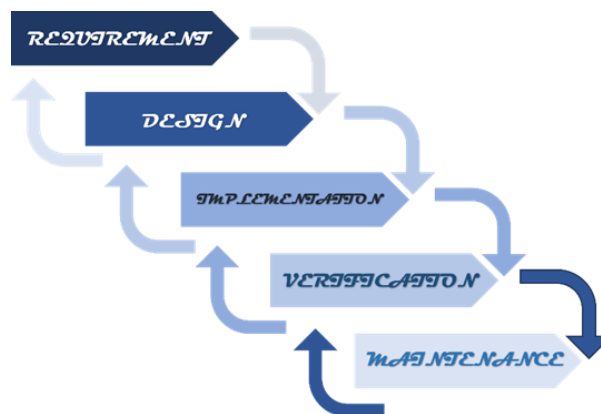 REQUIREMENT
DESIGN
IMPLEMENTATION
VERIFICATION
MAINTENANCE